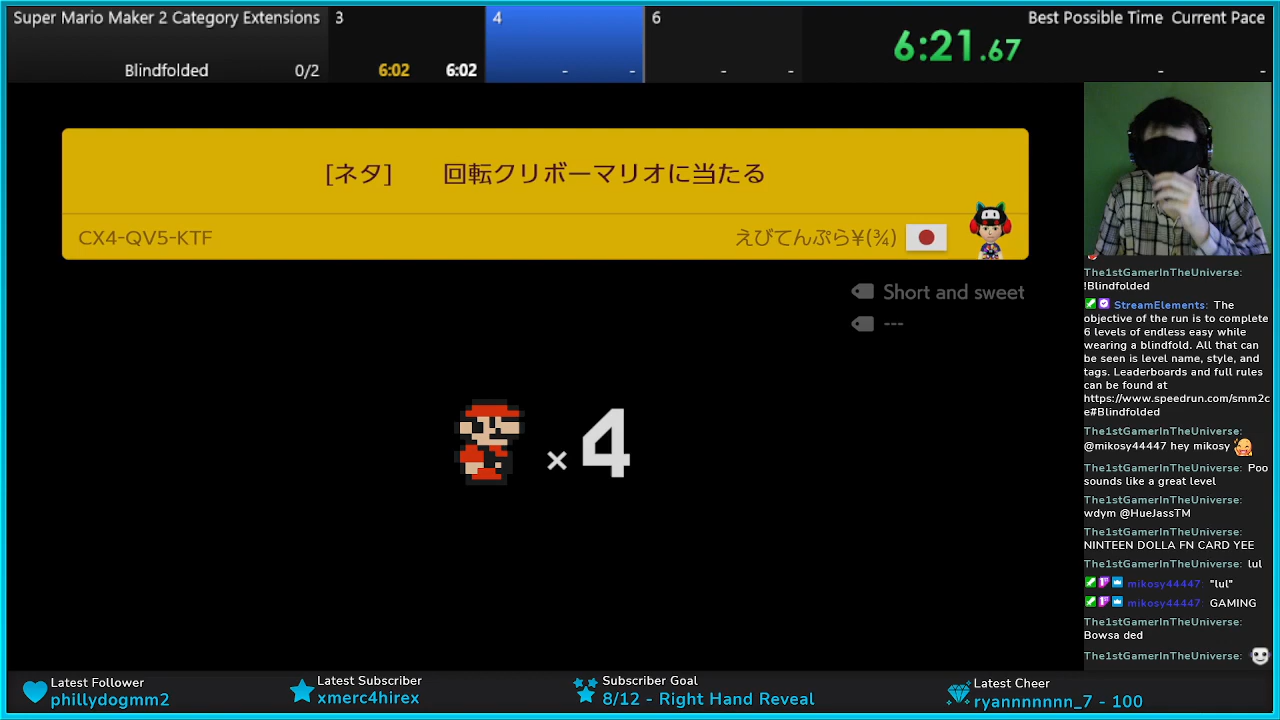 Super Mario Maker 2 Category Extensions
Blindfolded 0/2
3
6:02 6:02
4
- -
6
- -
6:21.67
Best Possible Time Current Pace
- -
[ネタ] 回転クリボーマリオに当たる
CX4-QV5-KTF
えびてんぷら¥(¾)
Short and sweet
---
× 4
The1stGamerInTheUniverse:
!Blindfolded
StreamElements: The
objective of the run is to complete
6 levels of endless easy while
wearing a blindfold. All that can
be seen is level name, style, and
tags. Leaderboards and full rules
can be found at
https://www.speedrun.com/smm2c
e#Blindfolded
The1stGamerInTheUniverse:
@mikosy44447 hey mikosy
The1stGamerInTheUniverse: Poo
sounds like a great level
The1stGamerInTheUniverse:
wdym @HueJassTM
The1stGamerInTheUniverse:
NINTEEN DOLLA FN CARD YEE
The1stGamerInTheUniverse: lul
mikosy44447: "lul"
mikosy44447: GAMING
The1stGamerInTheUniverse:
Bowsa ded
The1stGamerInTheUniverse:
Latest Follower
phillydogmm2
Latest Subscriber
xmerc4hirex
Subscriber Goal
8/12 - Right Hand Reveal
Latest Cheer
ryannnnnnn_7 - 100